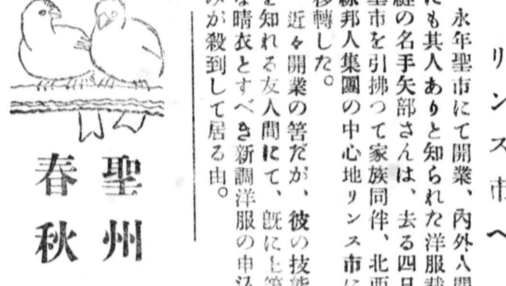 リンス市へ
永年聖市にて開業、内外人間
にも其人ありと知られた洋服裁
縫の名手矢部さんは、去る四日
聖市を引拂つて家族同伴、北西
線邦人集團の中心地リンス市に
移轉した。
近々開業の筈だが、彼の技能
を知れる友人間にて、既に上等
な晴衣とすべき新調洋服の申込
みが殺到して居る由。
聖州
春秋